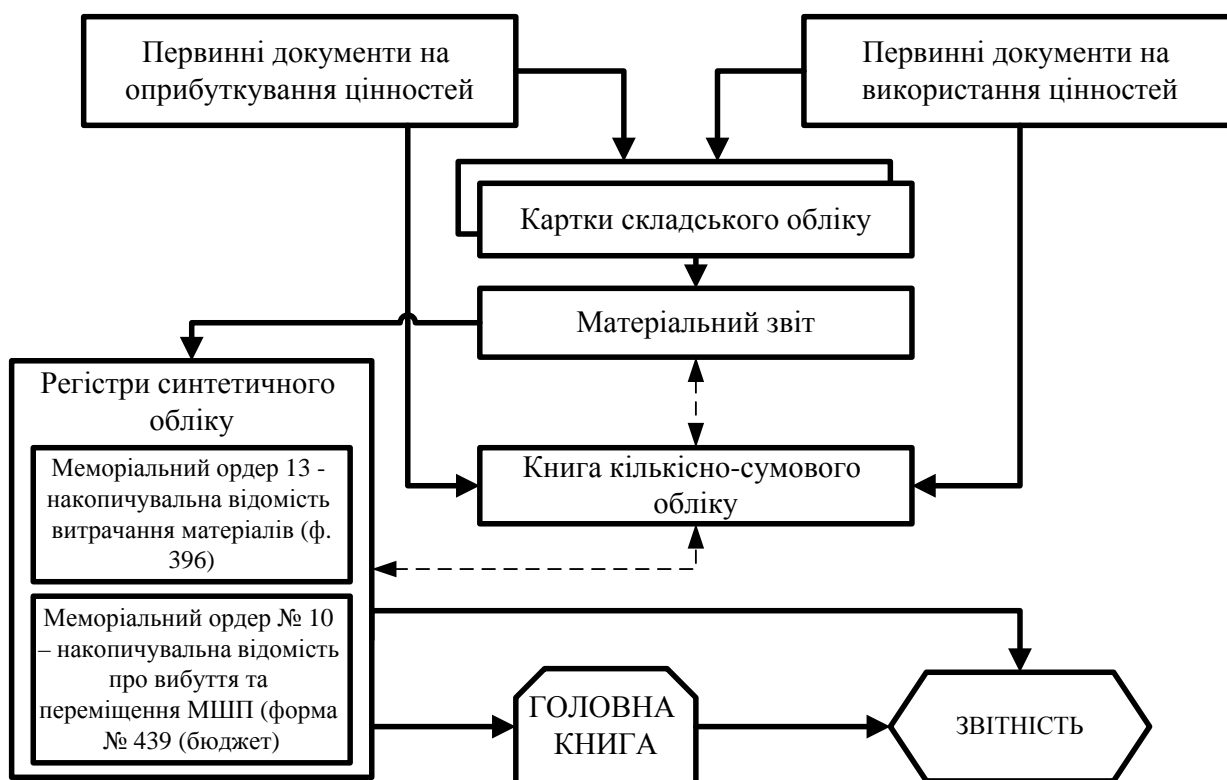 Первинні документи на
оприбуткування цінностей
Первинні документи на
використання цінностей
Картки складського обліку
Матеріальний звіт
Регістри синтетичного
обліку
Меморіальний ордер 13 -
накопичувальна відомість
витрачання матеріалів (ф.
396)
Книга кількісно-сумового
обліку
Меморіальний ордер № 10
– накопичувальна відомість
про вибуття та
переміщення МШП (форма
№ 439 (бюджет)
ГОЛОВНА
КНИГА
ЗВІТНІСТЬ